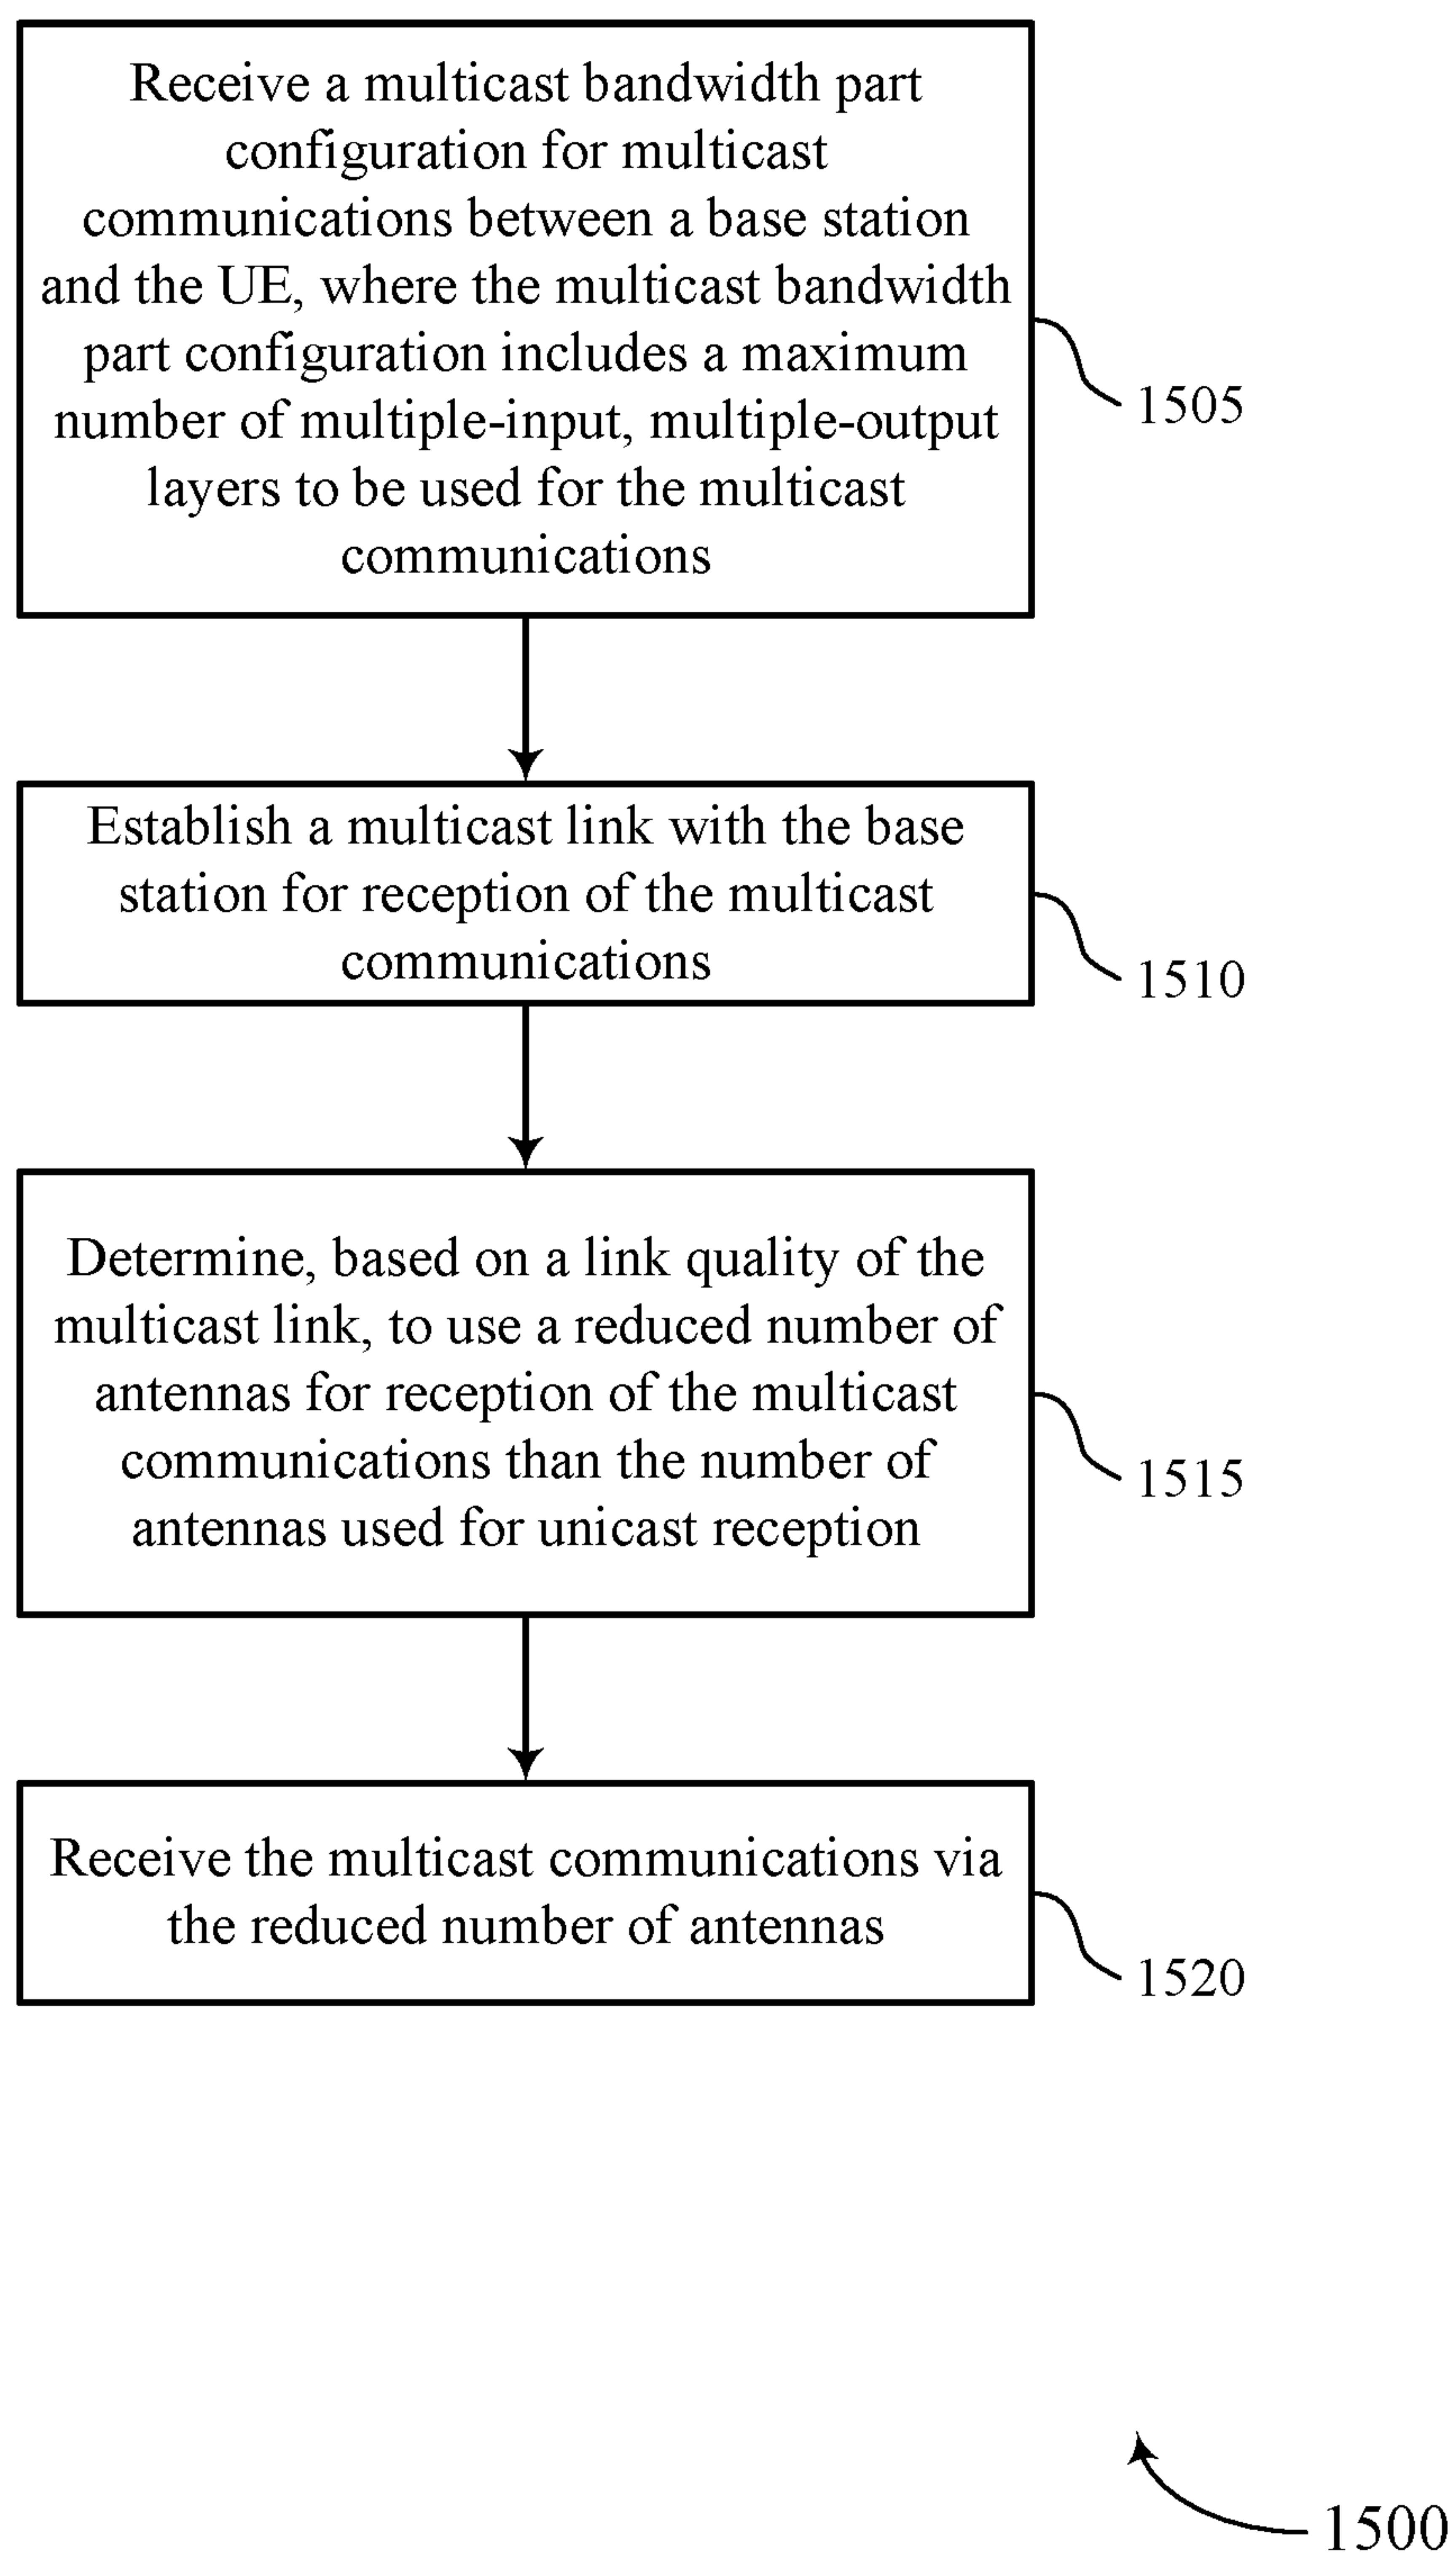 Receive a multicast bandwidth part
configuration for multicast
communications between a base station
and the UE, where the multicast bandwidth
part configuration includes a maximum
number of multiple-input, multiple-output
layers to be used for the multicast
communications
1505
Establish a multicast link with the base
station for reception of the multicast
communications
1510
Determine, based on a link quality of the
multicast link, to use a reduced number of
antennas for reception of the multicast
communications than the number of
antennas used for unicast reception
1515
Receive the multicast communications via
the reduced number of antennas
1520
1500